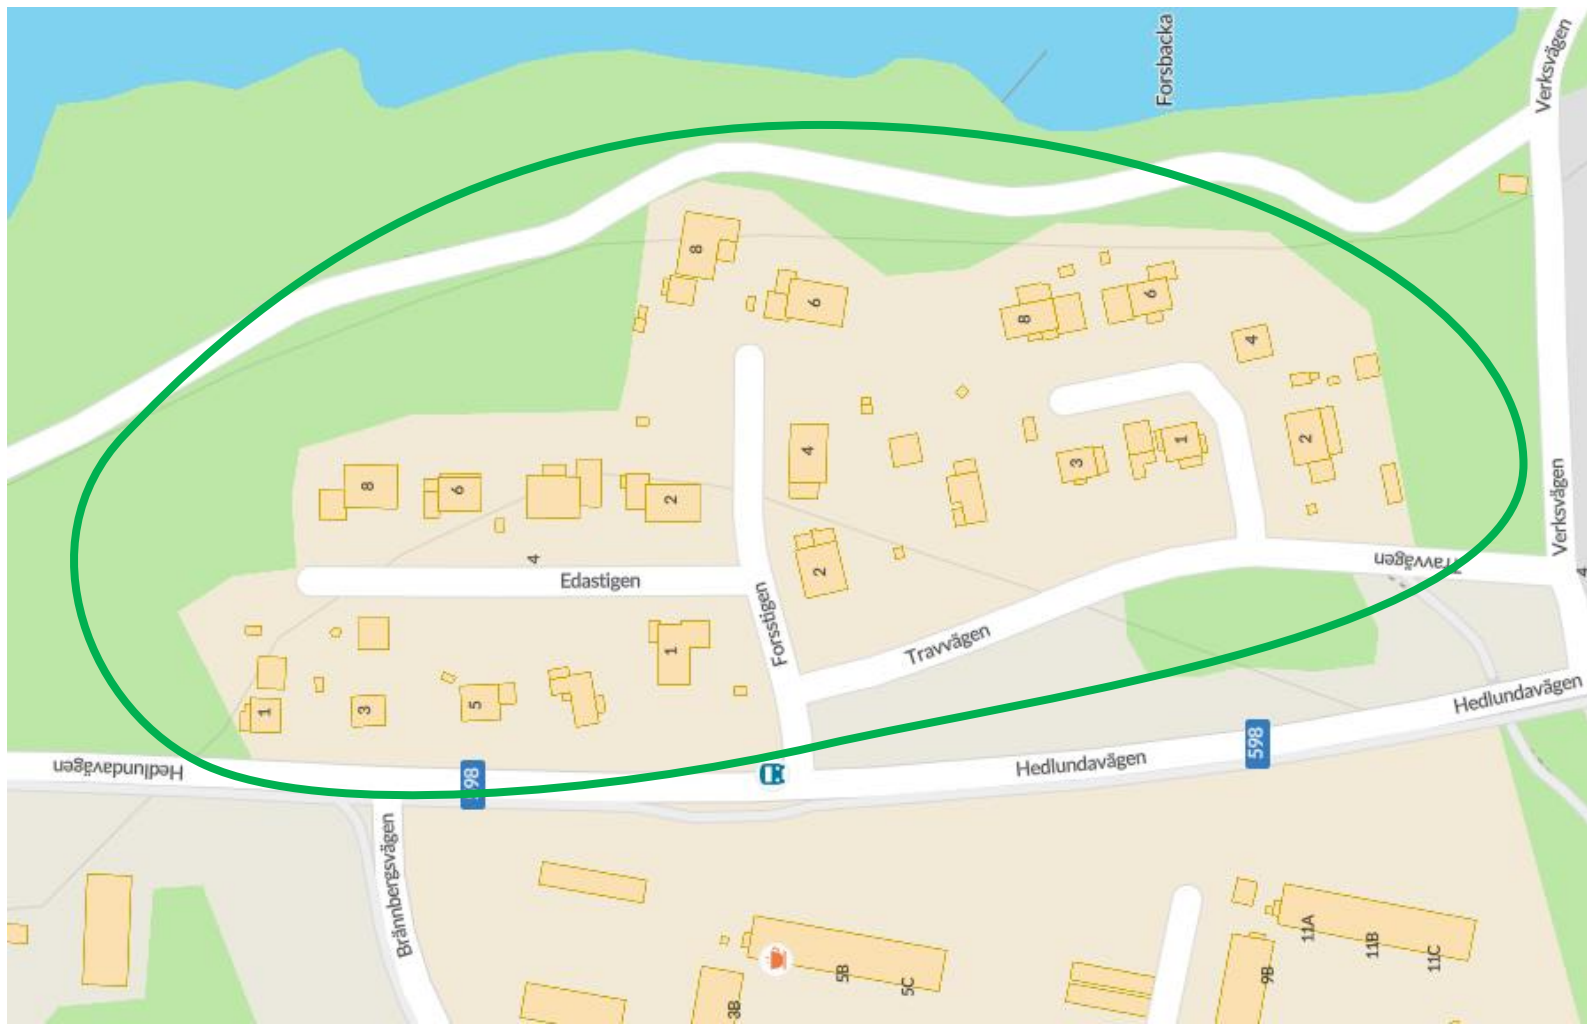 Forsbacka
Verksvägen
8
6
8
6
4
4
2
3
1
8
6
2
4
2
Edastigen
Forsstigen
Travvägen
Travvägen
Verksvägen
4
1
1
3
5
Hedlundavägen
598
Hedlundavägen
598
Hedlundavägen
Brännbergsvägen
5B
5C
3B
9B
11A
11B
11C